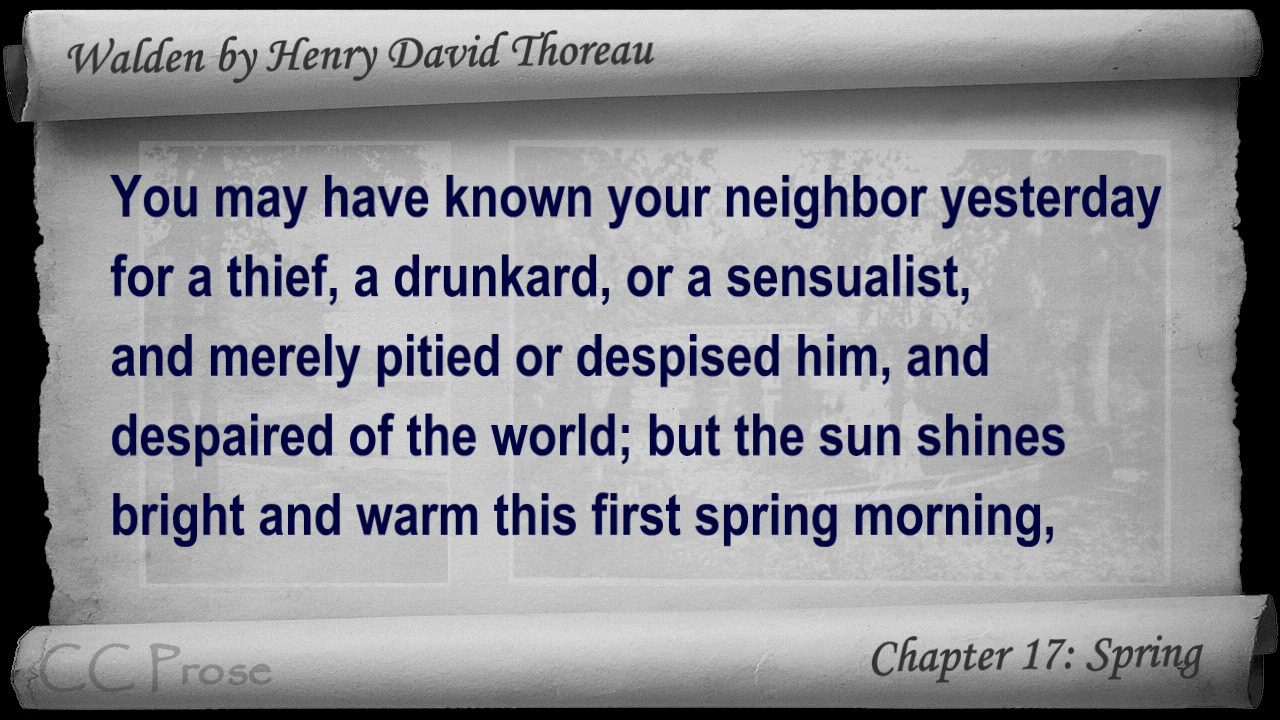 Walden by Henry David Thoreau
You may have known your neighbor yesterday
for a thief, a drunkard, or a sensualist,
and merely pitied or despised him, and
despaired of the world; but the sun shines
bright and warm this first spring morning,
CC Prose
Chapter 17: Spring